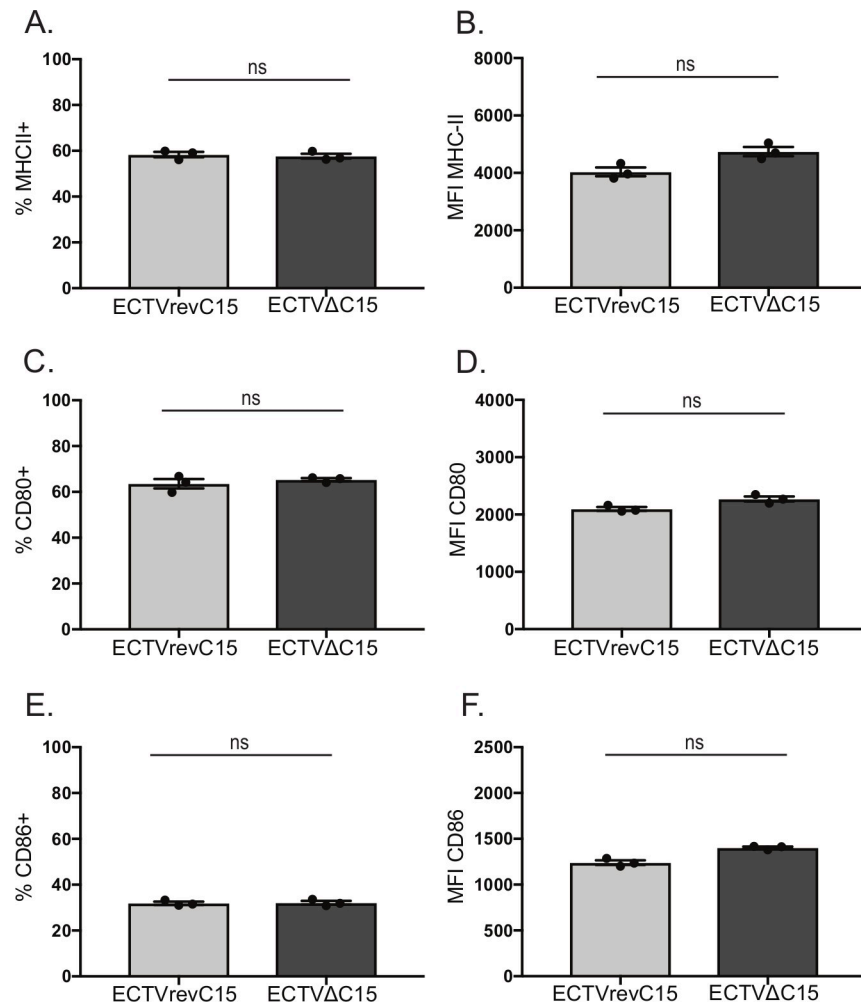 A.
ns
% MHCII+
100
80
60
40
20
0
ECTVrevC15 ECTVΔC15
B.
ns
MFI MHC-II
8000
6000
4000
2000
0
ECTVrevC15 ECTVΔC15
C.
ns
% CD80+
100
80
60
40
20
0
ECTVrevC15 ECTVΔC15
D.
ns
MFI CD80
4000
3000
2000
1000
0
ECTVrevC15 ECTVΔC15
E.
ns
% CD86+
100
80
60
40
20
0
ECTVrevC15 ECTVΔC15
F.
ns
MFI CD86
2500
2000
1500
1000
500
0
ECTVrevC15 ECTVΔC15